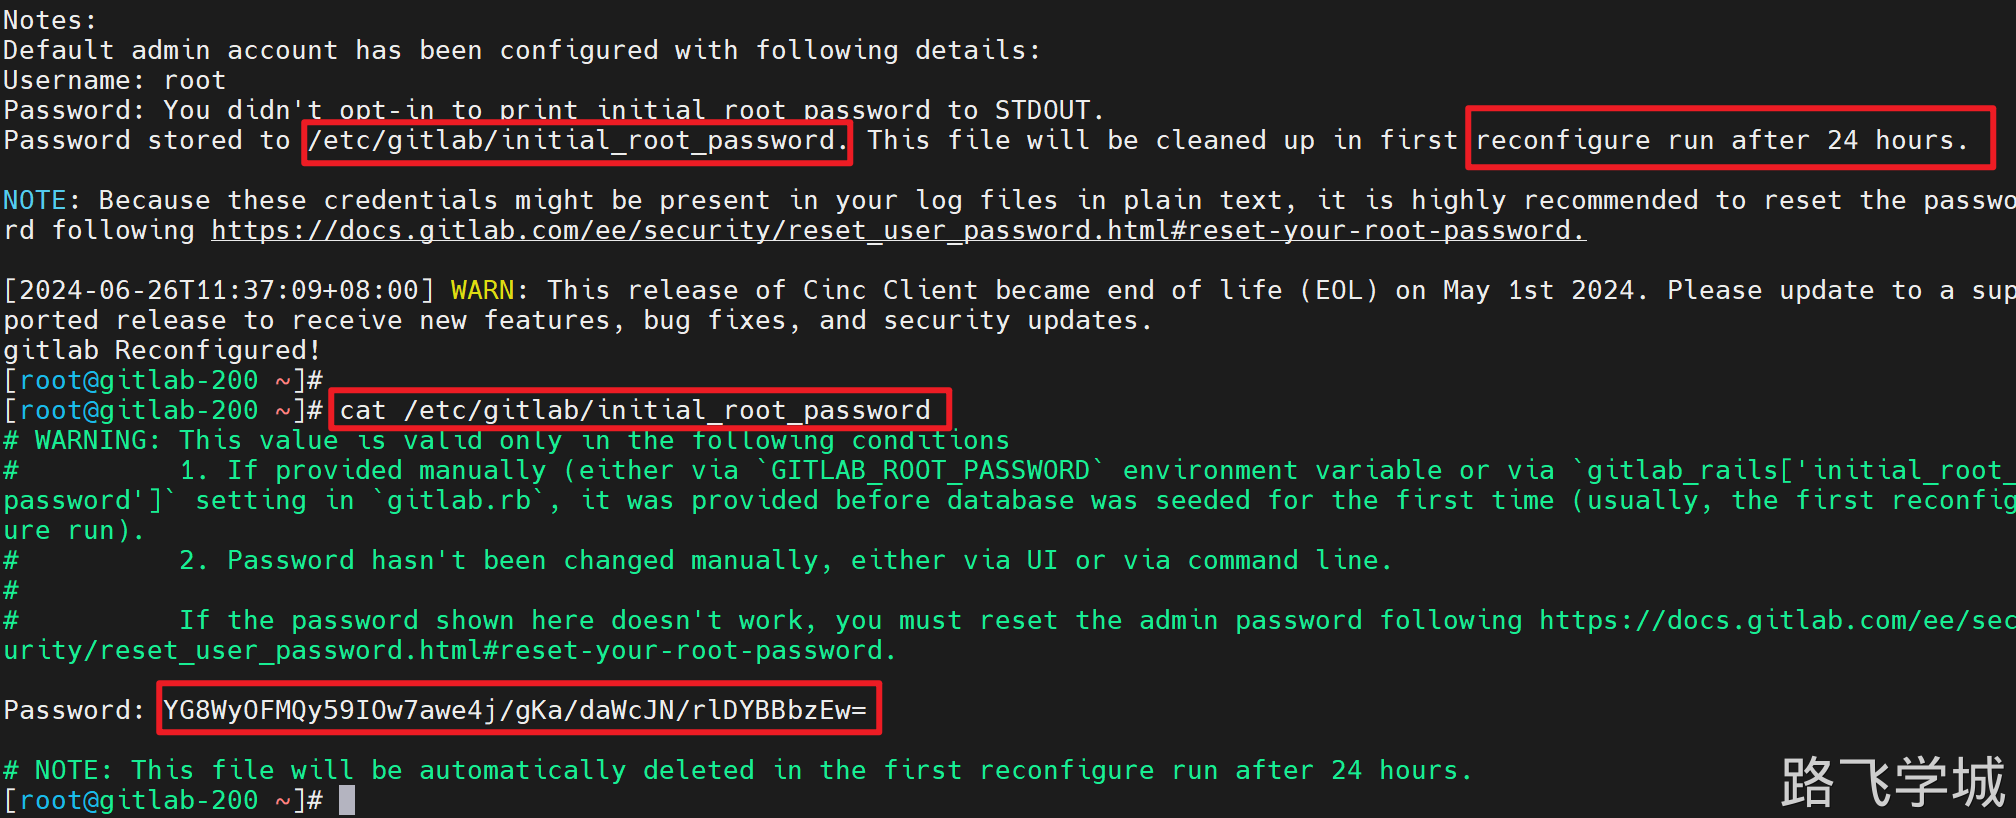 Notes:
Default admin account has been configured with following details:
Username: root
Password: You didn't opt-in to print initial root password to STDOUT.
Password stored to /etc/gitlab/initial_root_password. This file will be cleaned up in first reconfigure run after 24 hours.
NOTE: Because these credentials might be present in your log files in plain text, it is highly recommended to reset the passwo
rd following https://docs.gitlab.com/ee/security/reset_user_password.html#reset-your-root-password.
[2024-06-26T11:37:09+08:00] WARN: This release of Cinc Client became end of life (EOL) on May 1st 2024. Please update to a sup
ported release to receive new features, bug fixes, and security updates.
gitlab Reconfigured!
[root@gitlab-200 ~]#
[root@gitlab-200 ~]# cat /etc/gitlab/initial_root_password
# WARNING: This value is valid only in the following conditions
#          1. If provided manually (either via `GITLAB_ROOT_PASSWORD` environment variable or via `gitlab_rails['initial_root_
password']` setting in `gitlab.rb`, it was provided before database was seeded for the first time (usually, the first reconfig
ure run).
#          2. Password hasn't been changed manually, either via UI or via command line.
#
#          If the password shown here doesn't work, you must reset the admin password following https://docs.gitlab.com/ee/sec
urity/reset_user_password.html#reset-your-root-password.
Password: YG8WyOFMQy59IOw7awe4j/gKa/daWcJN/rlDYBBbzEw=
# NOTE: This file will be automatically deleted in the first reconfigure run after 24 hours.
[root@gitlab-200 ~]#
路飞学城